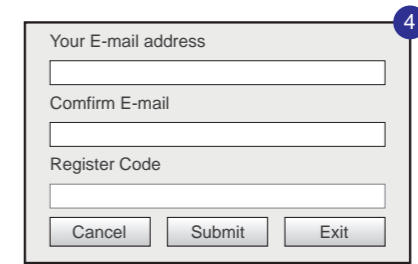 4
Your E-mail address
Comfirm E-mail
Register Code
Cancel Submit Exit